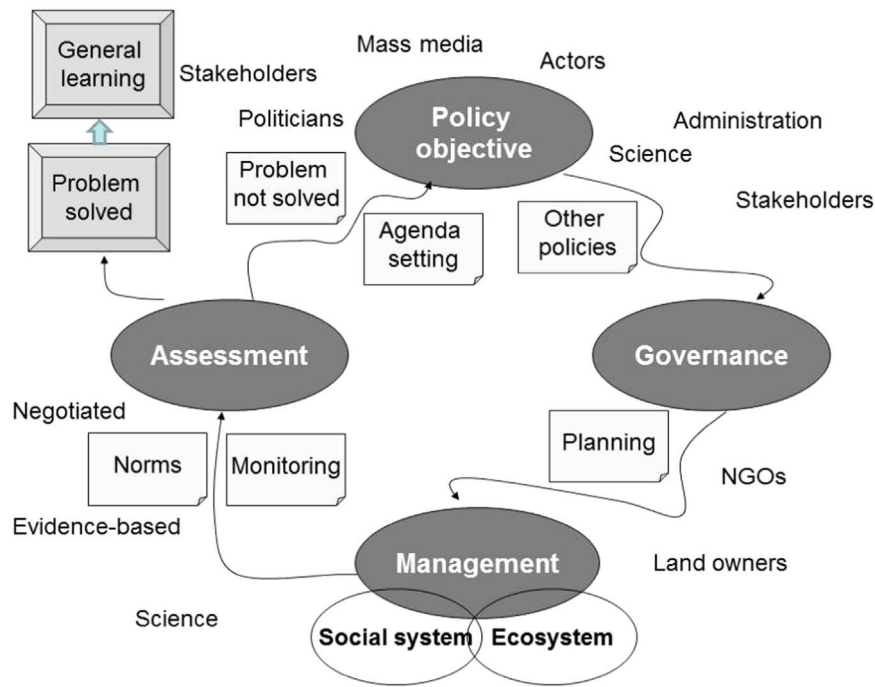 General
learning
Stakeholders
Mass media
Actors
Politicians
Policy
objective
Administration
Science
Stakeholders
Problem
solved
Problem
not solved
Agenda
setting
Other
policies
Assessment
Governance
Negotiated
Norms
Monitoring
Planning
NGOs
Evidence-based
Management
Land owners
Science
Social system
Ecosystem